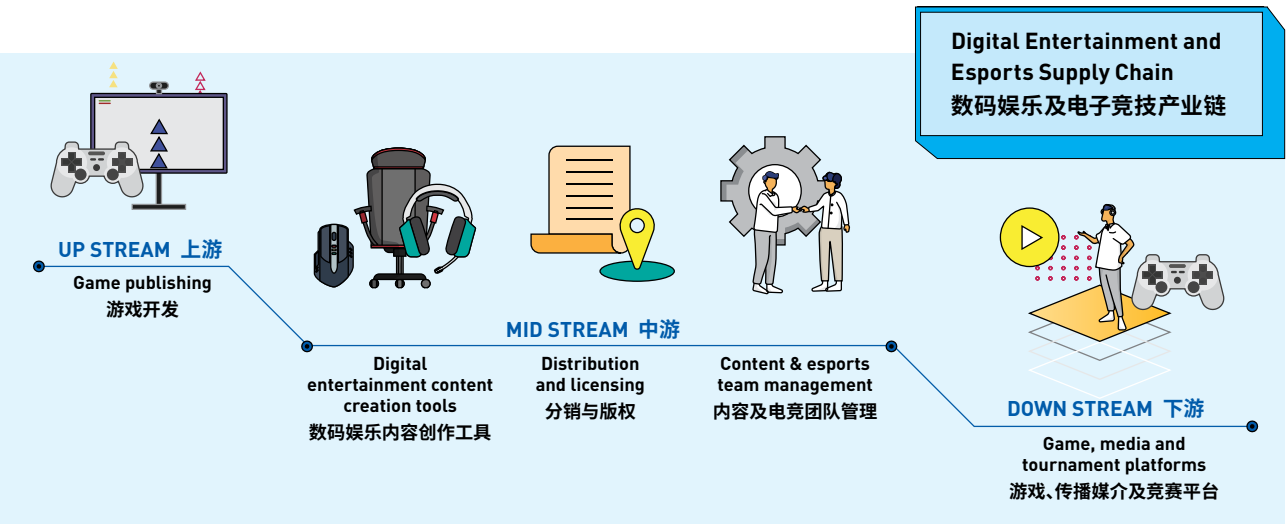 Digital Entertainment and
Esports Supply Chain
数码娱乐及电子竞技产业链
UP STREAM 上游
Game publishing
游戏开发
MID STREAM 中游
Digital
entertainment content
creation tools
数码娱乐内容创作工具
Distribution
and licensing
分销与版权
Content & esports
team management
内容及电竞团队管理
DOWN STREAM 下游
Game, media and
tournament platforms
游戏、传播媒介及竞赛平台